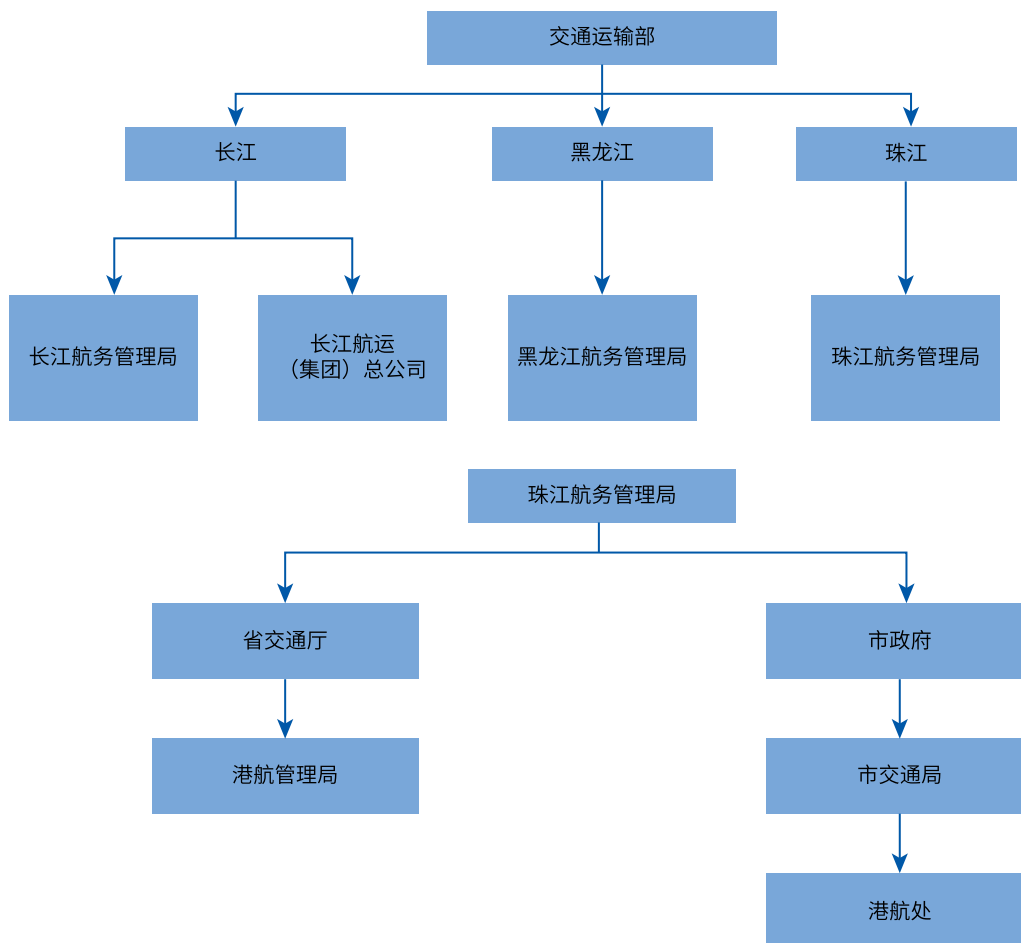 交通运输部
长江
黑龙江
珠江
长江航务管理局
长江航运
（集团）总公司
黑龙江航务管理局
珠江航务管理局
珠江航务管理局
省交通厅
市政府
港航管理局
市交通局
港航处